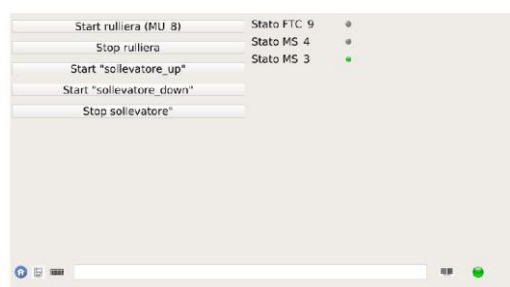 Start rulliera (MU 8)
Stop rulliera
Start "sollevatore_up"
Start "sollevatore_down"
Stop sollevatore"
Stato FTC 9
Stato MS 4
Stato MS 3